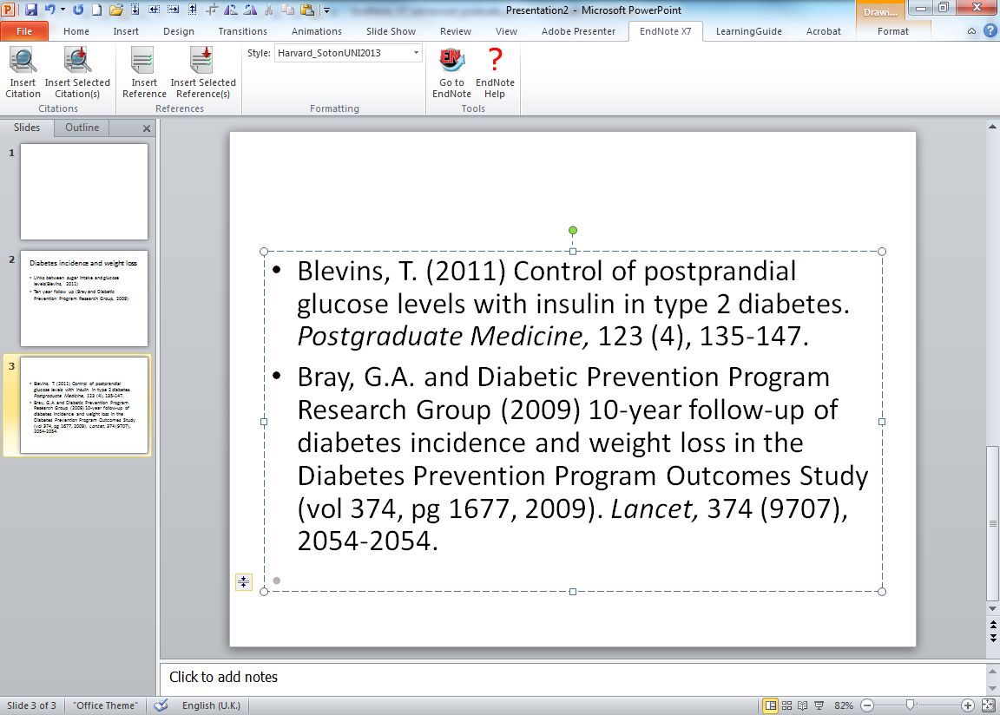 Presentation2 - Microsoft PowerPoint
Drawi...
File Home Insert Design Transitions Animations Slide Show Review View Adobe Presenter EndNote X7 LearningGuide Acrobat Format
Style: Harvard_SotonUNI2013
Insert Citation
Insert Selected Citation(s)
Insert Reference
Insert Selected Reference(s)
Go to EndNote
EndNote Help
Citations References Formatting Tools
Slides Outline
1
2
Diabetes incidence and weight loss
• Links between sugar intake and glucose
levels(Blevins, 2011)
• Ten year follow up (Bray and Diabetic
Prevention Program Research Group, 2009)
3
• Blevins, T. (2011) Control of postprandial
glucose levels with insulin in type 2 diabetes.
Postgraduate Medicine, 123 (4), 135-147.
• Bray, G.A. and Diabetic Prevention Program
Research Group (2009) 10-year follow-up of
diabetes incidence and weight loss in the
Diabetes Prevention Program Outcomes Study
(vol 374, pg 1677, 2009). Lancet, 374 (9707),
2054-2054.
• Blevins, T. (2011) Control of postprandial
glucose levels with insulin in type 2 diabetes.
Postgraduate Medicine, 123 (4), 135-147.
• Bray, G.A. and Diabetic Prevention Program
Research Group (2009) 10-year follow-up of
diabetes incidence and weight loss in the
Diabetes Prevention Program Outcomes Study
(vol 374, pg 1677, 2009). Lancet, 374 (9707),
2054-2054.
Click to add notes
Slide 3 of 3 "Office Theme" English (U.K.) 82%